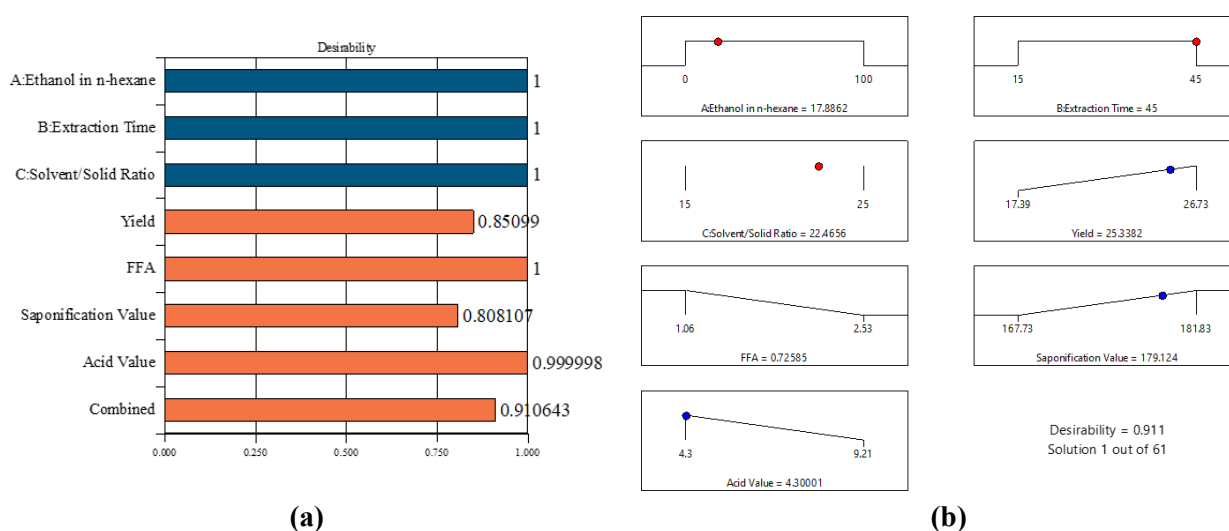 Desirability
A:Ethanol in n-hexane
1
B:Extraction Time
1
C:Solvent/Solid Ratio
1
Yield
0.85099
FFA
1
Saponification Value
0.808107
Acid Value
0.999998
Combined
0.910643
0.000 0.250 0.500 0.750 1.000
(a)
(b)
0 100
A:Ethanol in n-hexane = 17.8862
15 45
B:Extraction Time = 45
15 25
C:Solvent/Solid Ratio = 22.4656
17.39 26.73
Yield = 25.3382
1.06 2.53
FFA = 0.72585
167.73 181.83
Saponification Value = 179.124
4.3 9.21
Acid Value = 4.30001
Desirability = 0.911
Solution 1 out of 61